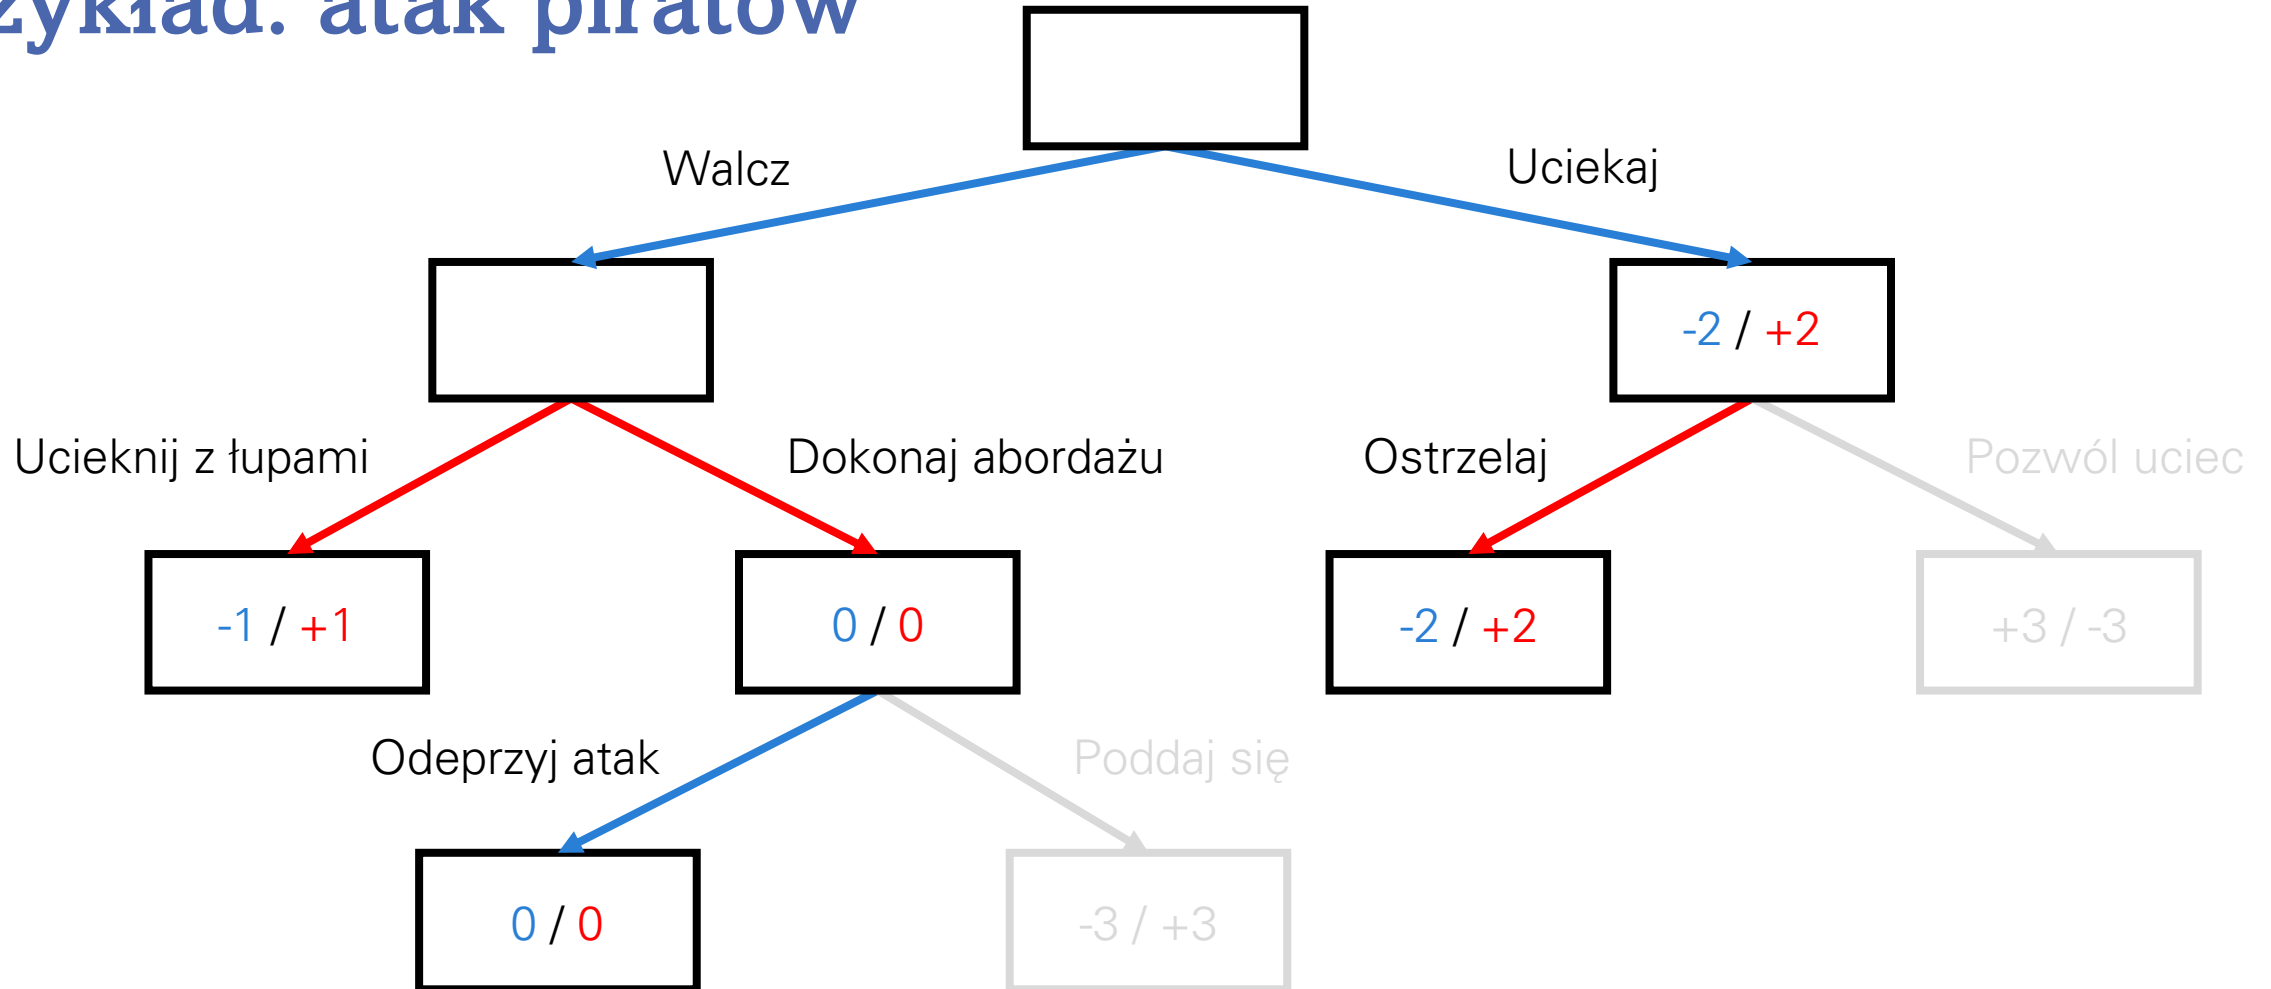 zykład: atak piratów
Walcz
Uciekaj
-2 / +2
Ucieknij z łupami
Dokonaj abordażu
Ostrzelaj
Pozwól uciec
-1 / +1
0 / 0
-2 / +2
+3 / -3
Odeprzyj atak
Poddaj się
0 / 0
-3 / +3